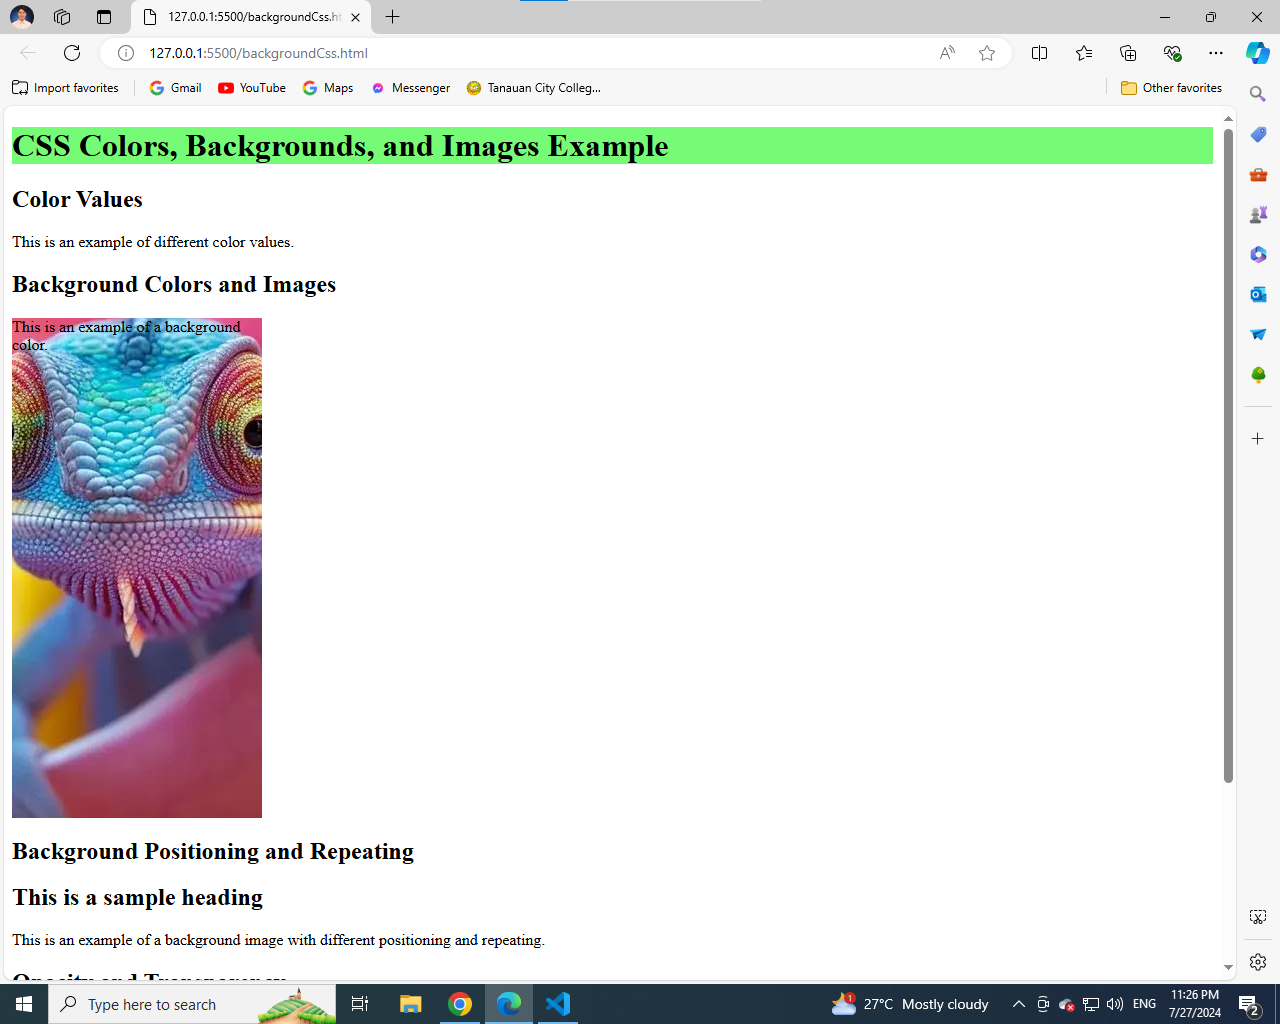 127.0.0.1:5500/backgroundCss.ht
127.0.0.1:5500/backgroundCss.html
Import favorites
Gmail
YouTube
Maps
Messenger
Tanauan City Colleg...
Other favorites
CSS Colors, Backgrounds, and Images Example
Color Values
This is an example of different color values.
Background Colors and Images
This is an example of a background
color.
Background Positioning and Repeating
This is a sample heading
This is an example of a background image with different positioning and repeating.
Opacity and Transparency
Type here to search
1
27°C Mostly cloudy
ENG
11:26 PM
7/27/2024
2